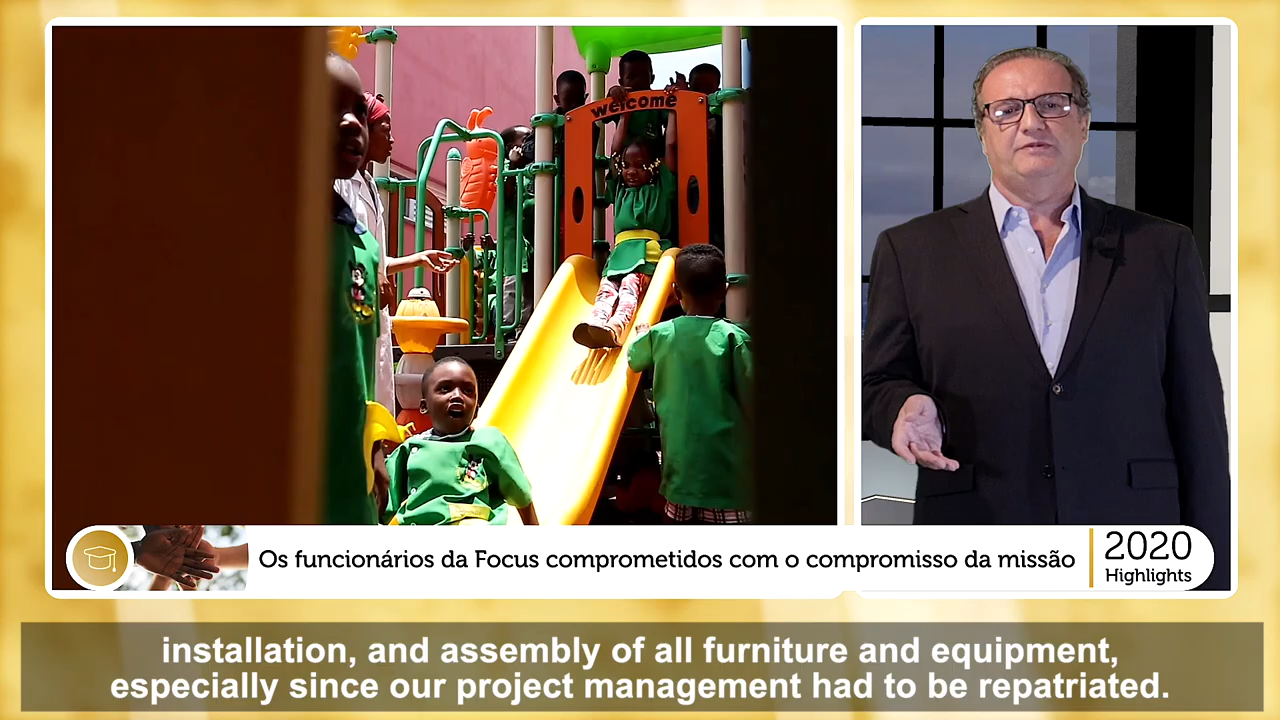 welcome
Os funcionários da Focus comprometidos com o compromisso da missão
2020
Highlights
installation, and assembly of all furniture and equipment,
especially since our project management had to be repatriated.